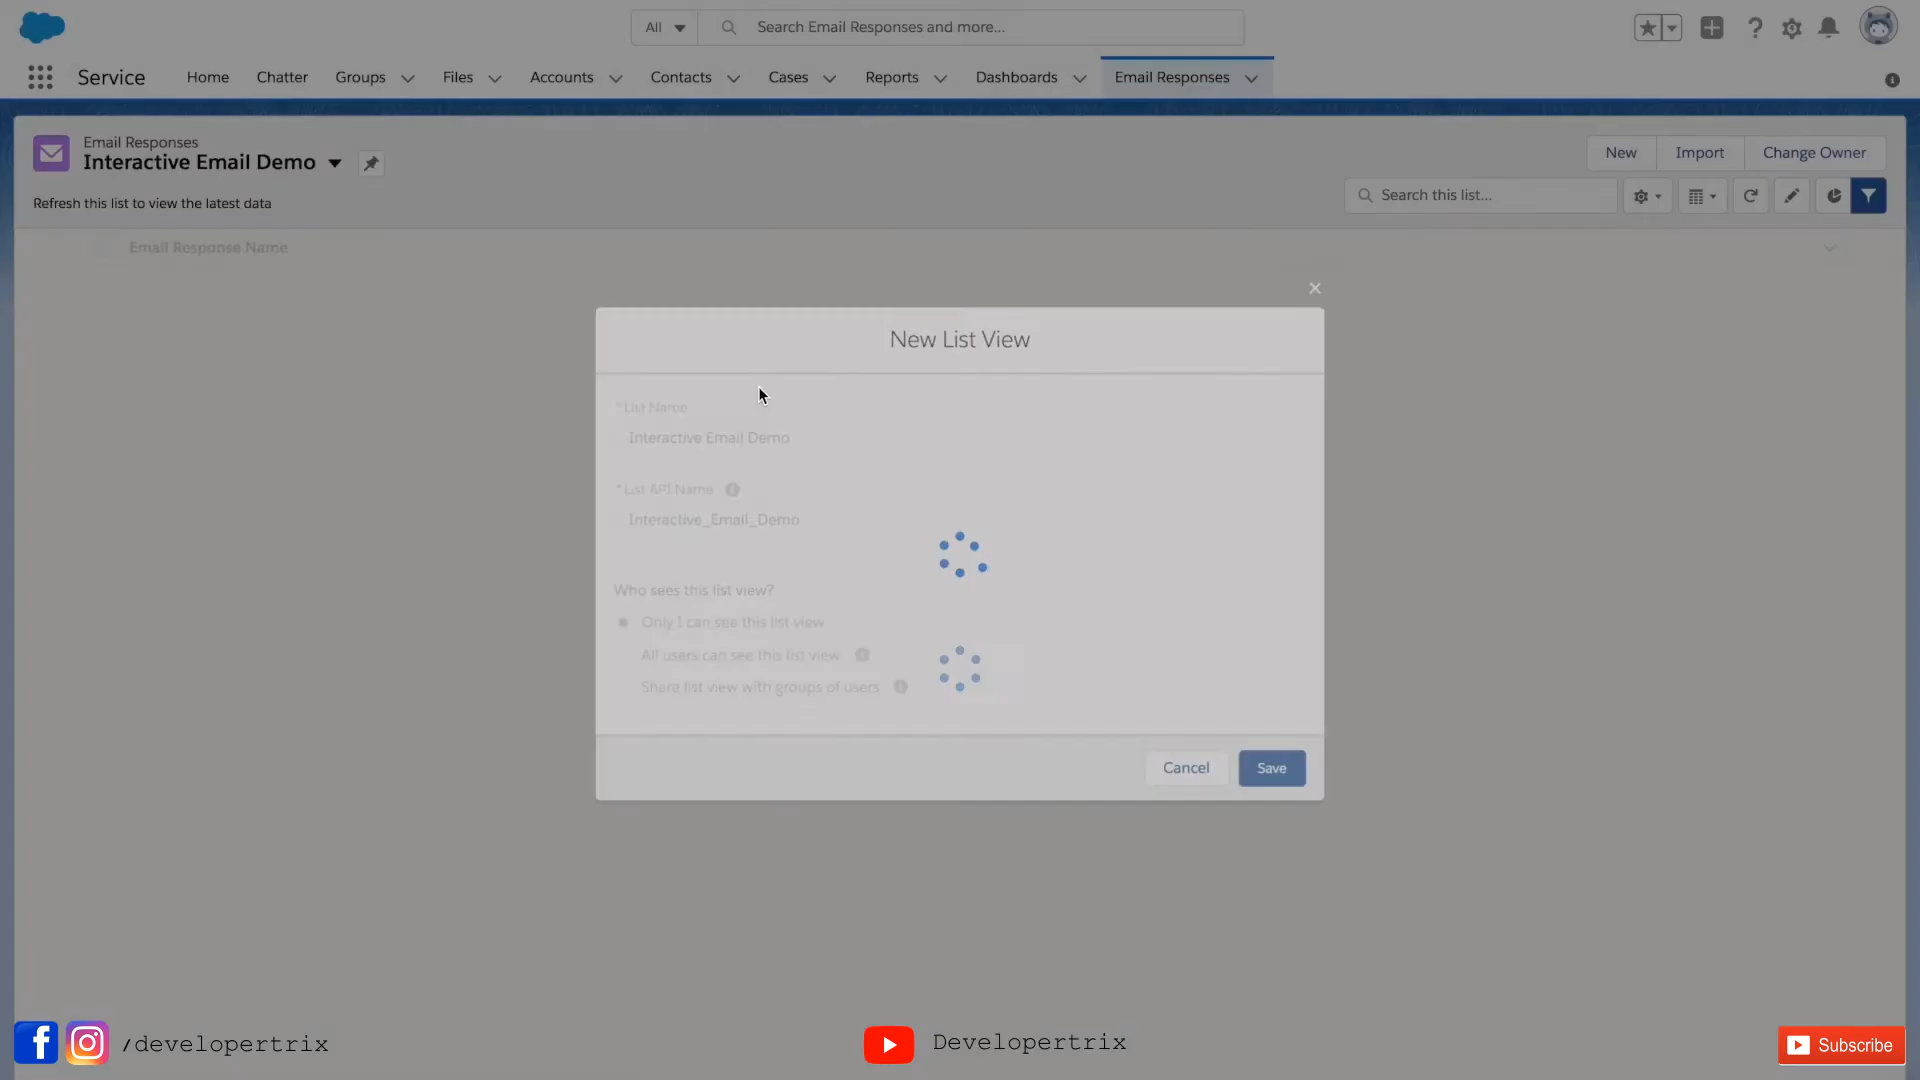 All
Search Email Responses and more...
Service
Home
Chatter
Groups
Files
Accounts
Contacts
Cases
Reports
Dashboards
Email Responses
Email Responses
Interactive Email Demo
New
Import
Change Owner
Refresh this list to view the latest data
Search this list...
Email Response Name
New List View
* List Name
Interactive Email Demo
* List API Name
Interactive_Email_Demo
Who sees this list view?
Only I can see this list view
All users can see this list view
Share list view with groups of users
Cancel
Save
/developertrix
Developertrix
Subscribe